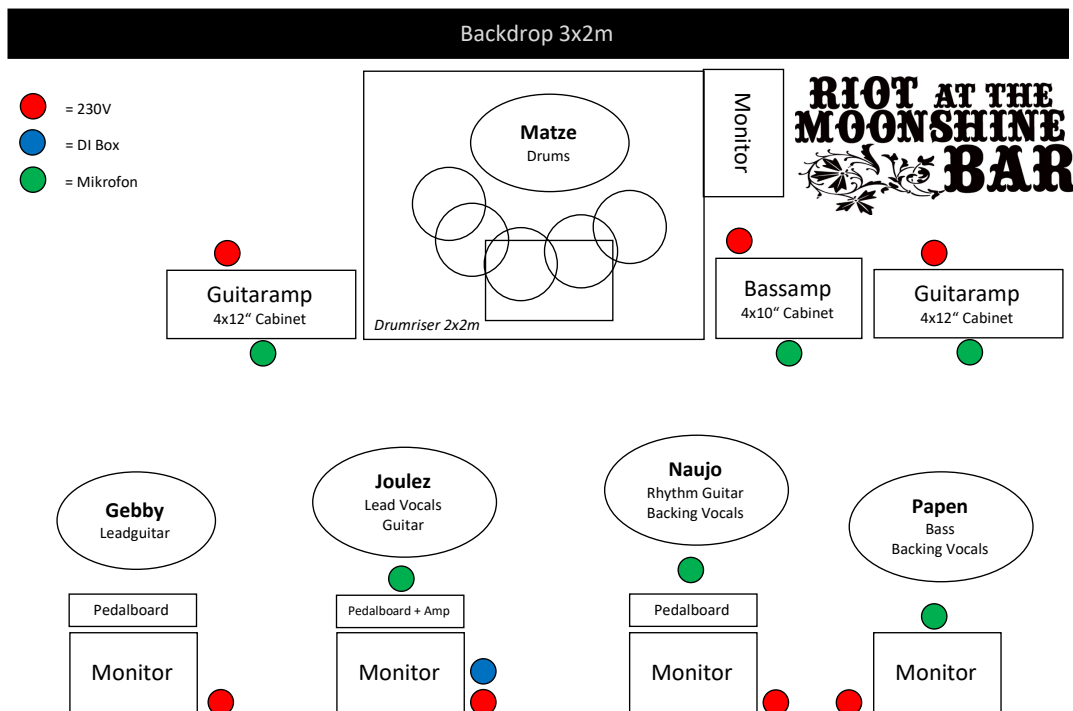 Backdrop 3x2m
= 230V
= DI Box
= Mikrofon
Matze
Drums
Monitor
RIOT AT THE
MOONSHINE
BAR
Guitaramp
4x12“ Cabinet
Drumriser 2x2m
Bassamp
4x10“ Cabinet
Guitaramp
4x12“ Cabinet
Gebby
Leadguitar
Joulez
Lead Vocals
Guitar
Naujo
Rhythm Guitar
Backing Vocals
Papen
Bass
Backing Vocals
Pedalboard
Pedalboard + Amp
Pedalboard
Monitor
Monitor
Monitor
Monitor